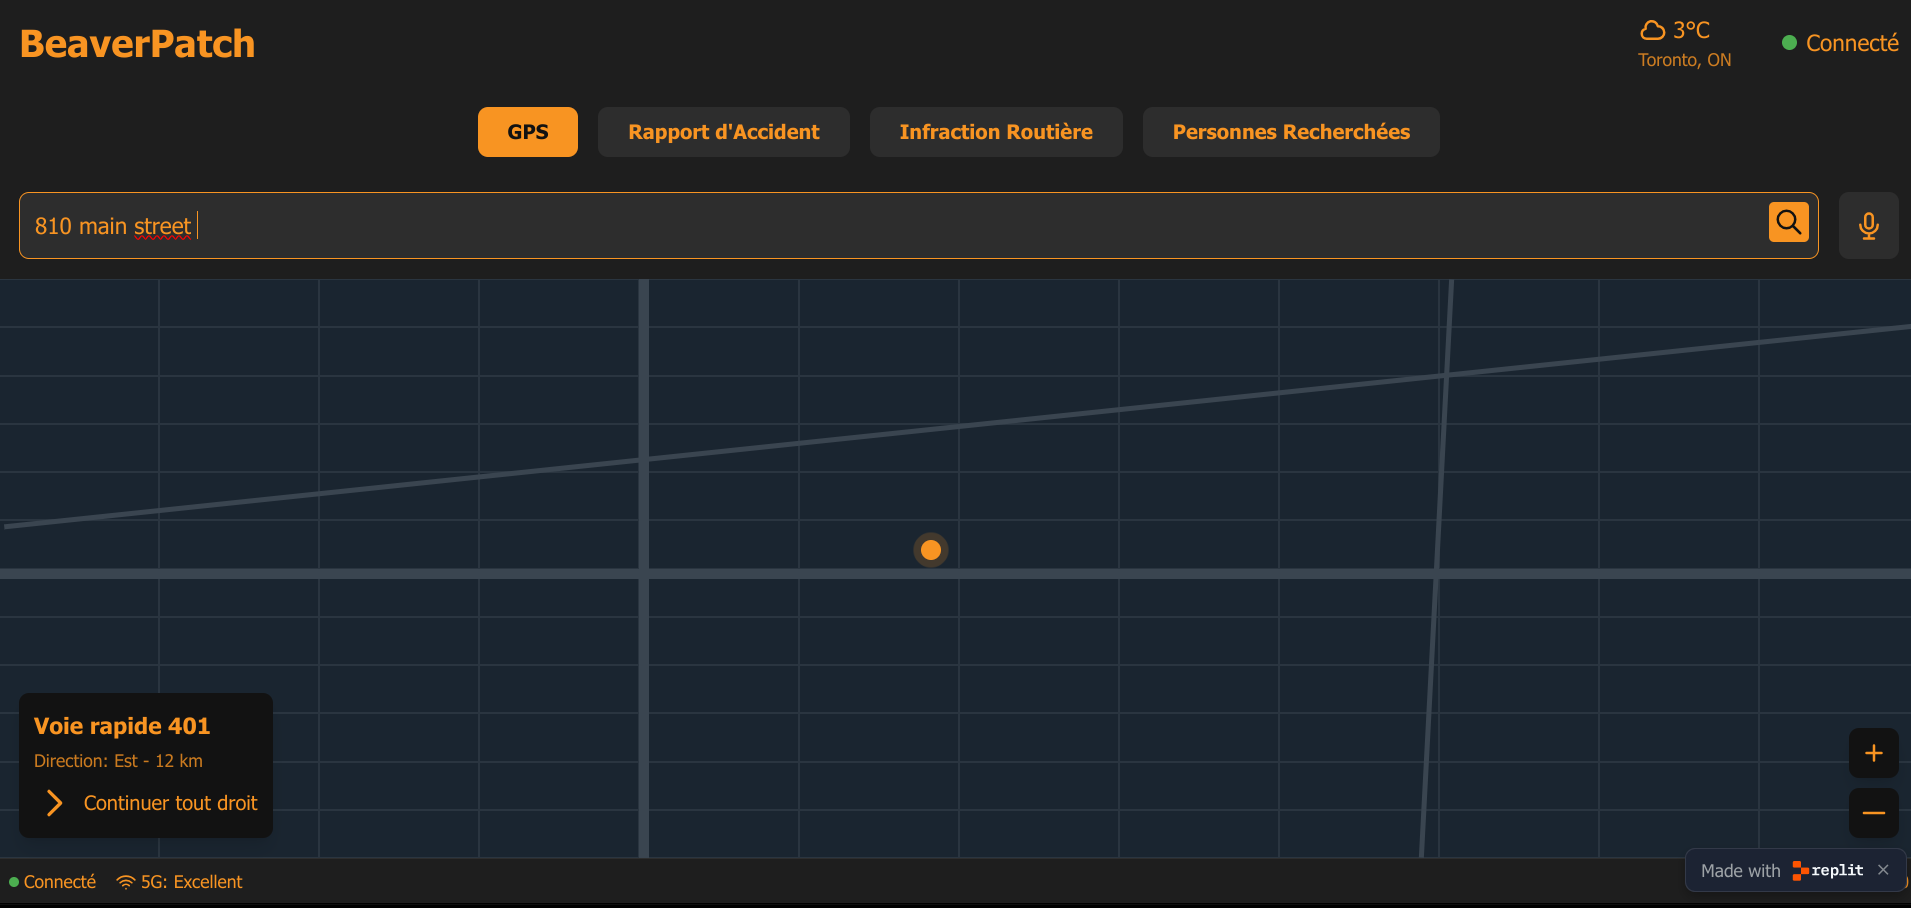 BeaverPatch
3°C
Toronto, ON
Connecté
GPS
Rapport d'Accident
Infraction Routière
Personnes Recherchées
810 main street
Voie rapide 401
Direction: Est - 12 km
Continuer tout droit
+
—
Connecté
5G: Excellent
Made with replit ×